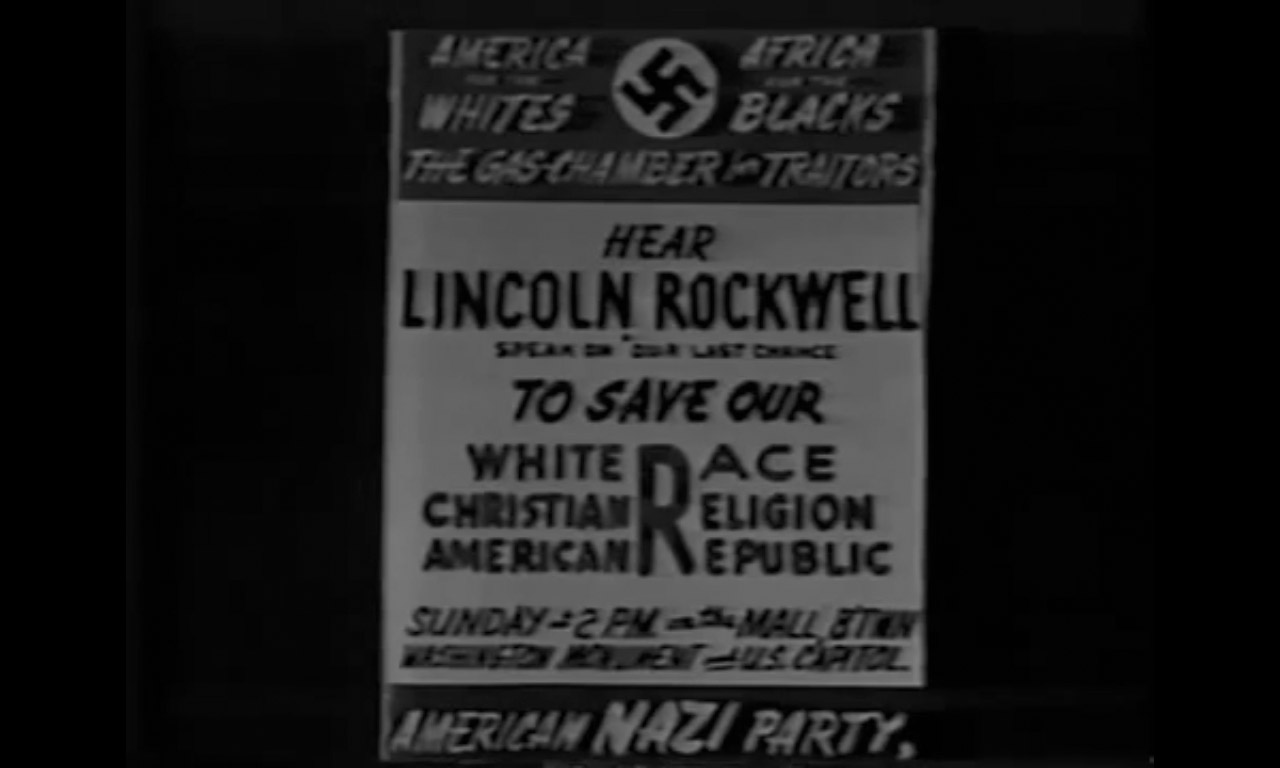 AMERICA
FOR THE
WHITES
AFRICA
FOR THE
BLACKS
THE GAS-CHAMBER for TRAITORS
HEAR
LINCOLN ROCKWELL
SPEAK ON "OUR LAST CHANCE
TO SAVE OUR
WHITE RACE
CHRISTIAN RELIGION
AMERICAN REPUBLIC
SUNDAY - 2 P.M. on the MALL B'TWN
WASHINGTON MONUMENT and U.S. CAPITOL
AMERICAN NAZI PARTY,